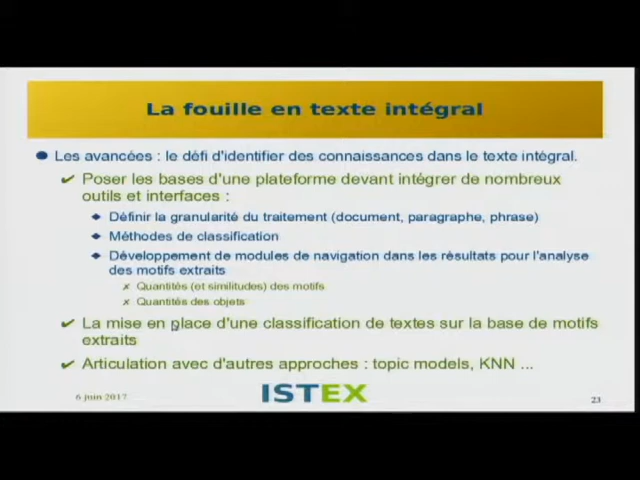 La fouille en texte intégral
Les avancées : le défi d'identifier des connaissances dans le texte intégral.
Poser les bases d'une plateforme devant intégrer de nombreux
outils et interfaces :
Définir la granularité du traitement (document, paragraphe, phrase)
Méthodes de classification
Développement de modules de navigation dans les résultats pour l'analyse
des motifs extraits
Quantités (et similitudes) des motifs
Quantités des objets
La mise en place d'une classification de textes sur la base de motifs
extraits
Articulation avec d'autres approches : topic models, KNN ...
6 juin 2017
ISTEX
23